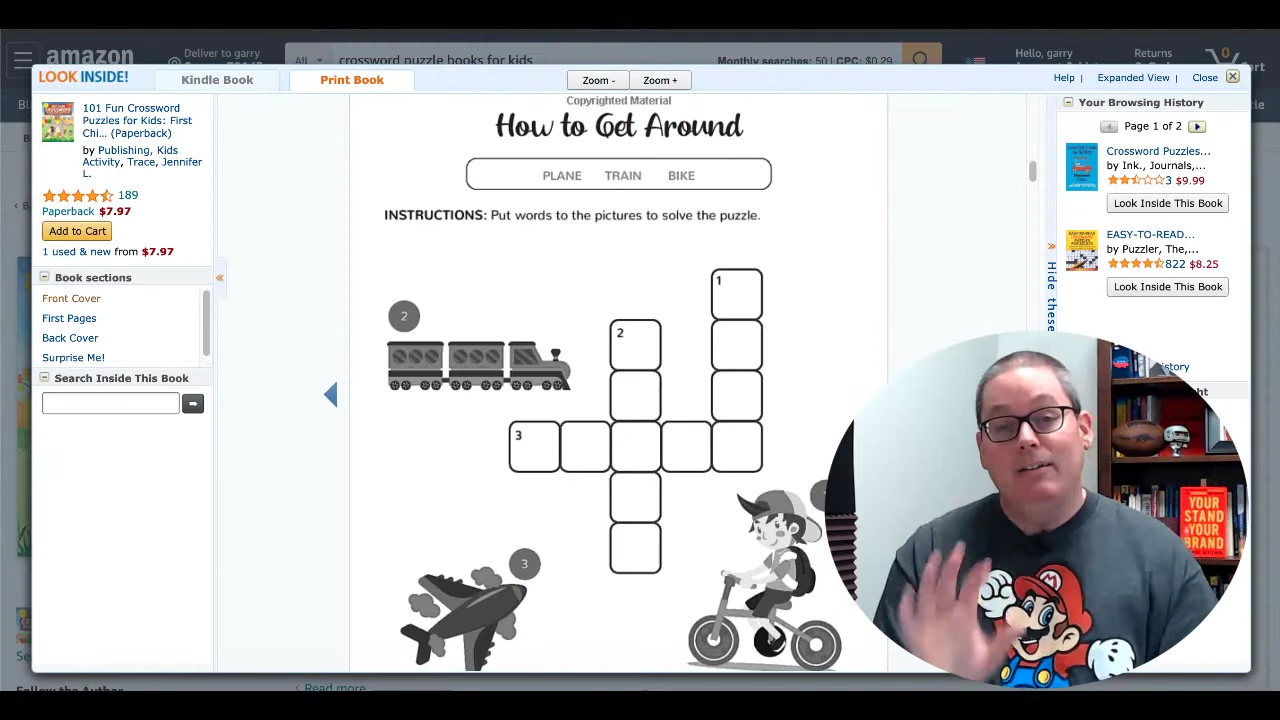 amazon
Deliver to garry
All
crossword puzzle books for kids
Monthly searches: 50 | CPC: $0.29
Hello, garry
Returns
0
LOOK INSIDE!
Kindle Book
Print Book
Zoom -
Zoom +
Help |
Expanded View |
Close
101 Fun Crossword
Puzzles for Kids: First
Chi... (Paperback)
by Publishing, Kids
Activity, Trace, Jennifer
L.
189
Paperback $7.97
Add to Cart
1 used & new from $7.97
Book sections
Front Cover
First Pages
Back Cover
Surprise Me!
Search Inside This Book
Copyrighted Material
How to Get Around
PLANE TRAIN BIKE
INSTRUCTIONS: Put words to the pictures to solve the puzzle.
1
2
2
3
3
Your Browsing History
Page 1 of 2
Crossword Puzzles...
by Ink., Journals,...
3 $9.99
Look Inside This Book
EASY-TO-READ...
by Puzzler, The,...
822 $8.25
Look Inside This Book
Hide these
YOUR
STAND
YOUR
BRAND
M
Read more
Follow the Author